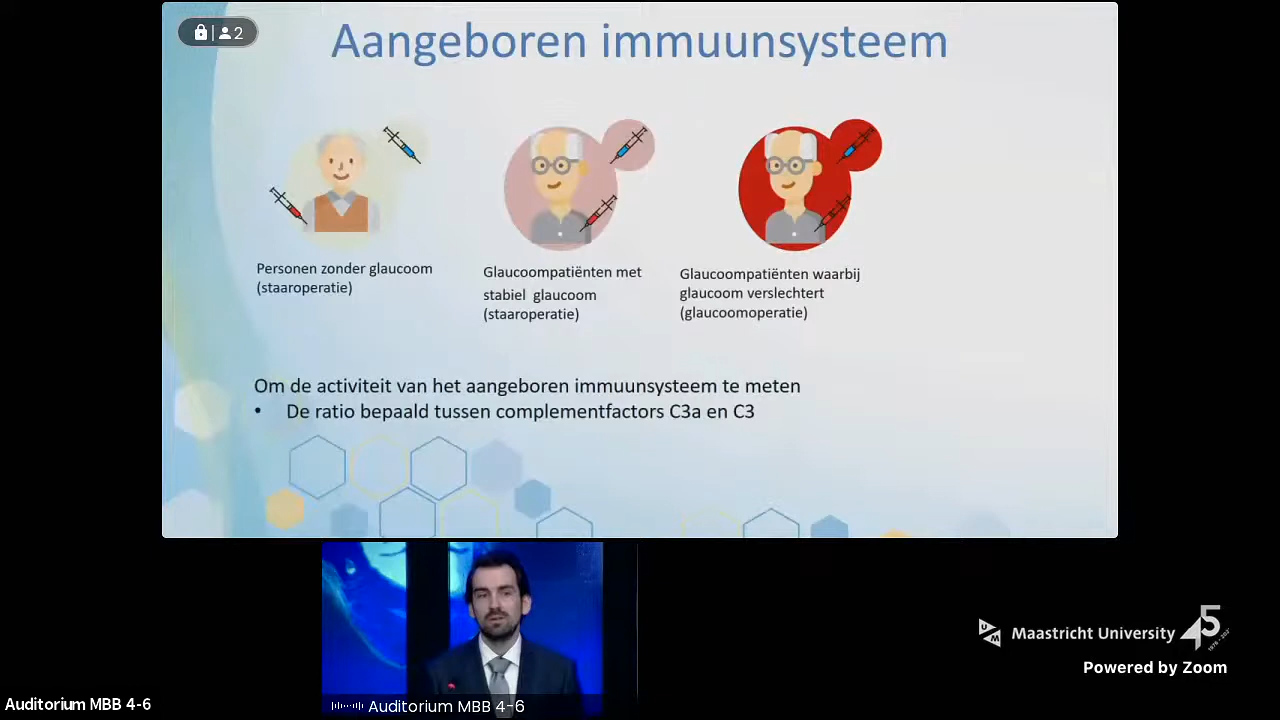 2
Aangeboren immuunsysteem
Personen zonder glaucoom
(staaroperatie)
Glaucoompatiënten met
stabiel glaucoom
(staaroperatie)
Glaucoompatiënten waarbij
glaucoom verslechtert
(glaucoomoperatie)
Om de activiteit van het aangeboren immuunsysteem te meten
• De ratio bepaald tussen complementfactors C3a en C3
UM Maastricht University 45
Powered by Zoom
Auditorium MBB 4-6
Auditorium MBB 4-6